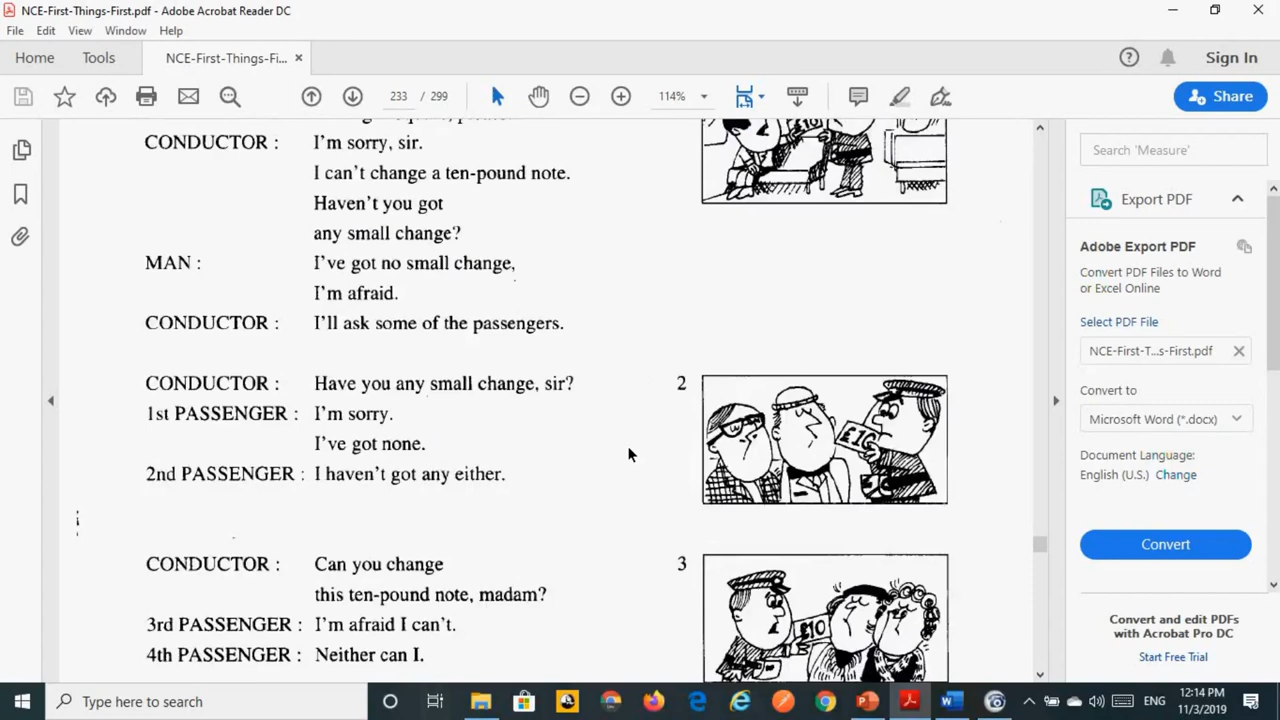 NCE-First-Things-First.pdf - Adobe Acrobat Reader DC
File Edit View Window Help
Home Tools NCE-First-Things-Fi... × Sign In
233 / 299 114% Share
CONDUCTOR : I'm sorry, sir.
I can't change a ten-pound note.
Haven't you got
any small change?
MAN : I've got no small change,
I'm afraid.
CONDUCTOR : I'll ask some of the passengers.
CONDUCTOR : Have you any small change, sir? 2
1st PASSENGER : I'm sorry.
I've got none.
2nd PASSENGER : I haven't got any either.
£10
CONDUCTOR : Can you change 3
this ten-pound note, madam?
3rd PASSENGER : I'm afraid I can't.
4th PASSENGER : Neither can I.
£10
Search 'Measure'
Export PDF
Adobe Export PDF
Convert PDF Files to Word
or Excel Online
Select PDF File
NCE-First-T...s-First.pdf
Convert to
Microsoft Word (*.docx)
Document Language:
English (U.S.) Change
Convert
Convert and edit PDFs
with Acrobat Pro DC
Start Free Trial
Type here to search
ENG
12:14 PM
11/3/2019